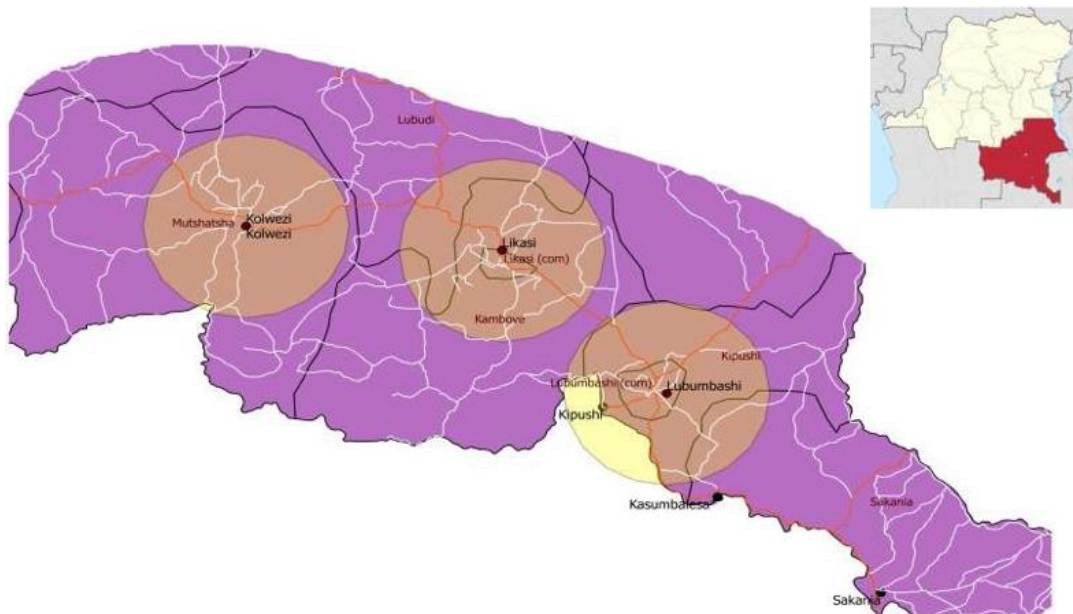 Lubudi
Mutshatsha
Kolwezi
Kolwezi
Likasi
Likasi (com)
Kambove
Kipushi
Lubumbashi (com)
Lubumbashi
Kipushi
Kasumbalesa
Sakania
Sakania